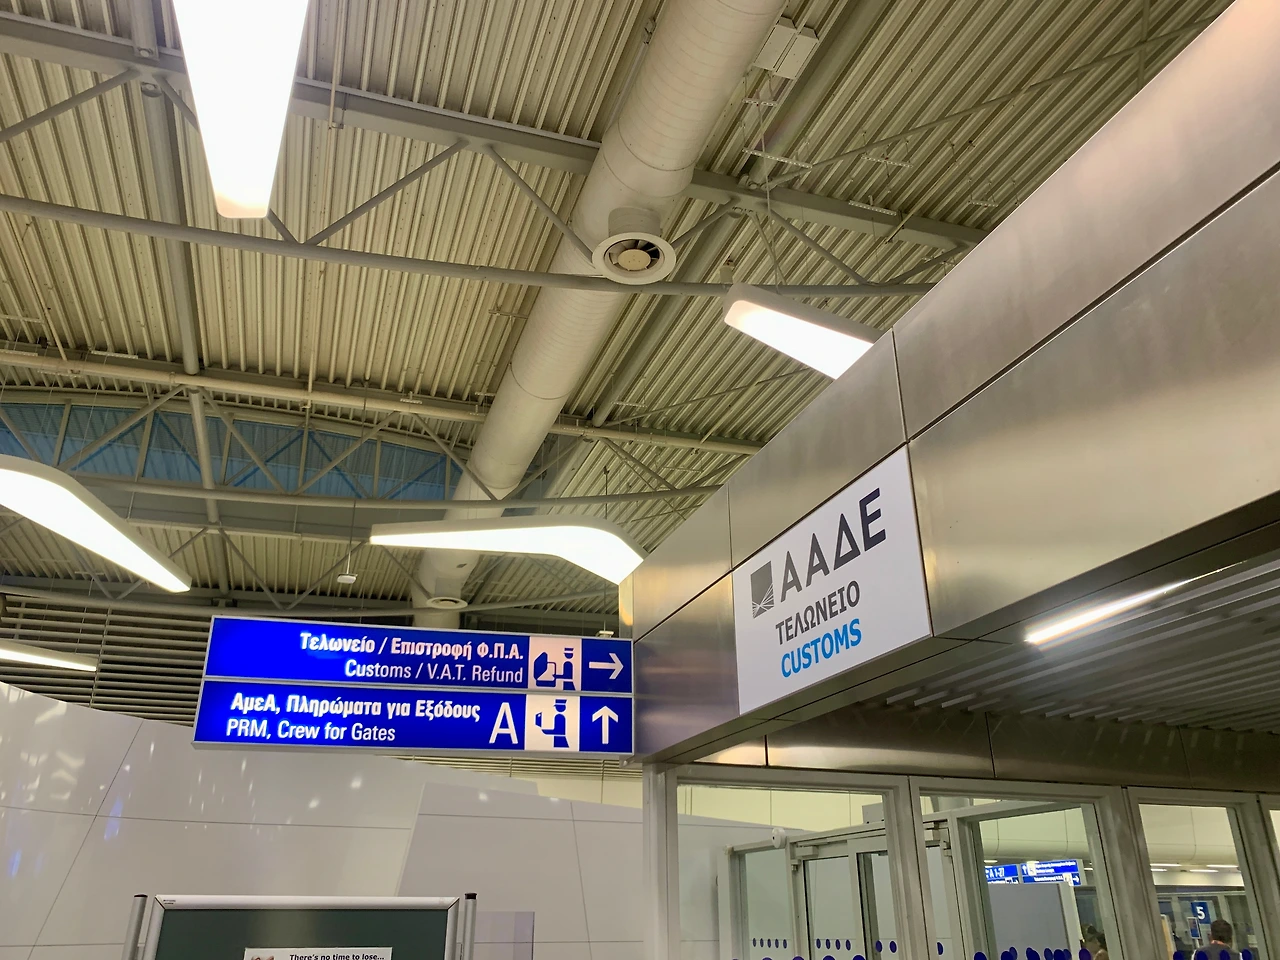 Τελωνείο / Επιστροφή Φ.Π.Α.
Customs / V.A.T. Refund
ΑμεΑ, Πληρώματα για Εξόδους
PRM, Crew for Gates
A
ΑΑΔΕ
ΤΕΛΩΝΕΙΟ
CUSTOMS
There's no time to lose...
5